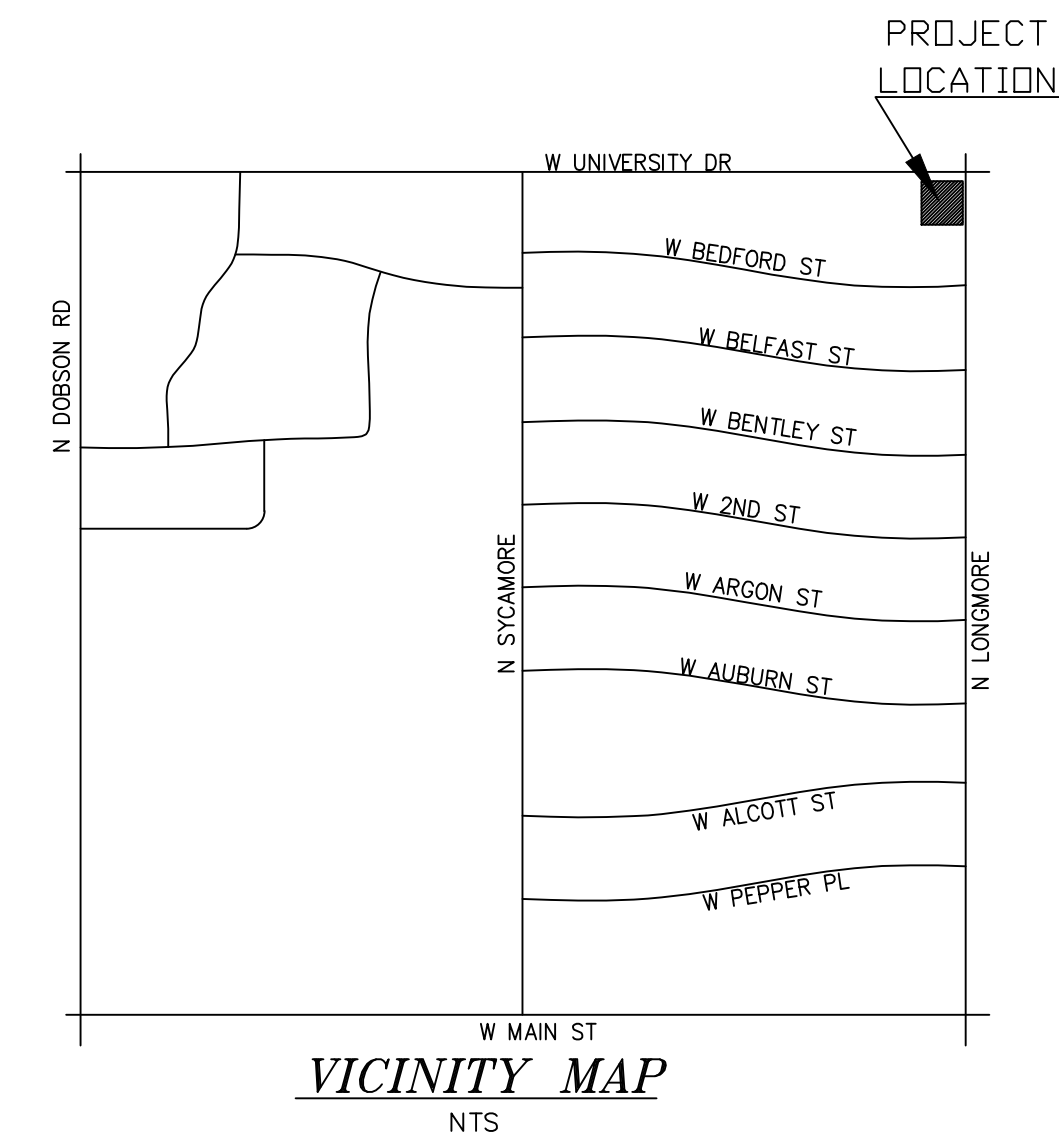 PROJECT
LOCATION
W UNIVERSITY DR
W BEDFORD ST
N DOBSON RD
W BELFAST ST
W BENTLEY ST
W 2ND ST
N SYCAMORE
N LONGMORE
W ARGON ST
W AUBURN ST
W ALCOTT ST
W PEPPER PL
W MAIN ST
VICINITY MAP
NTS